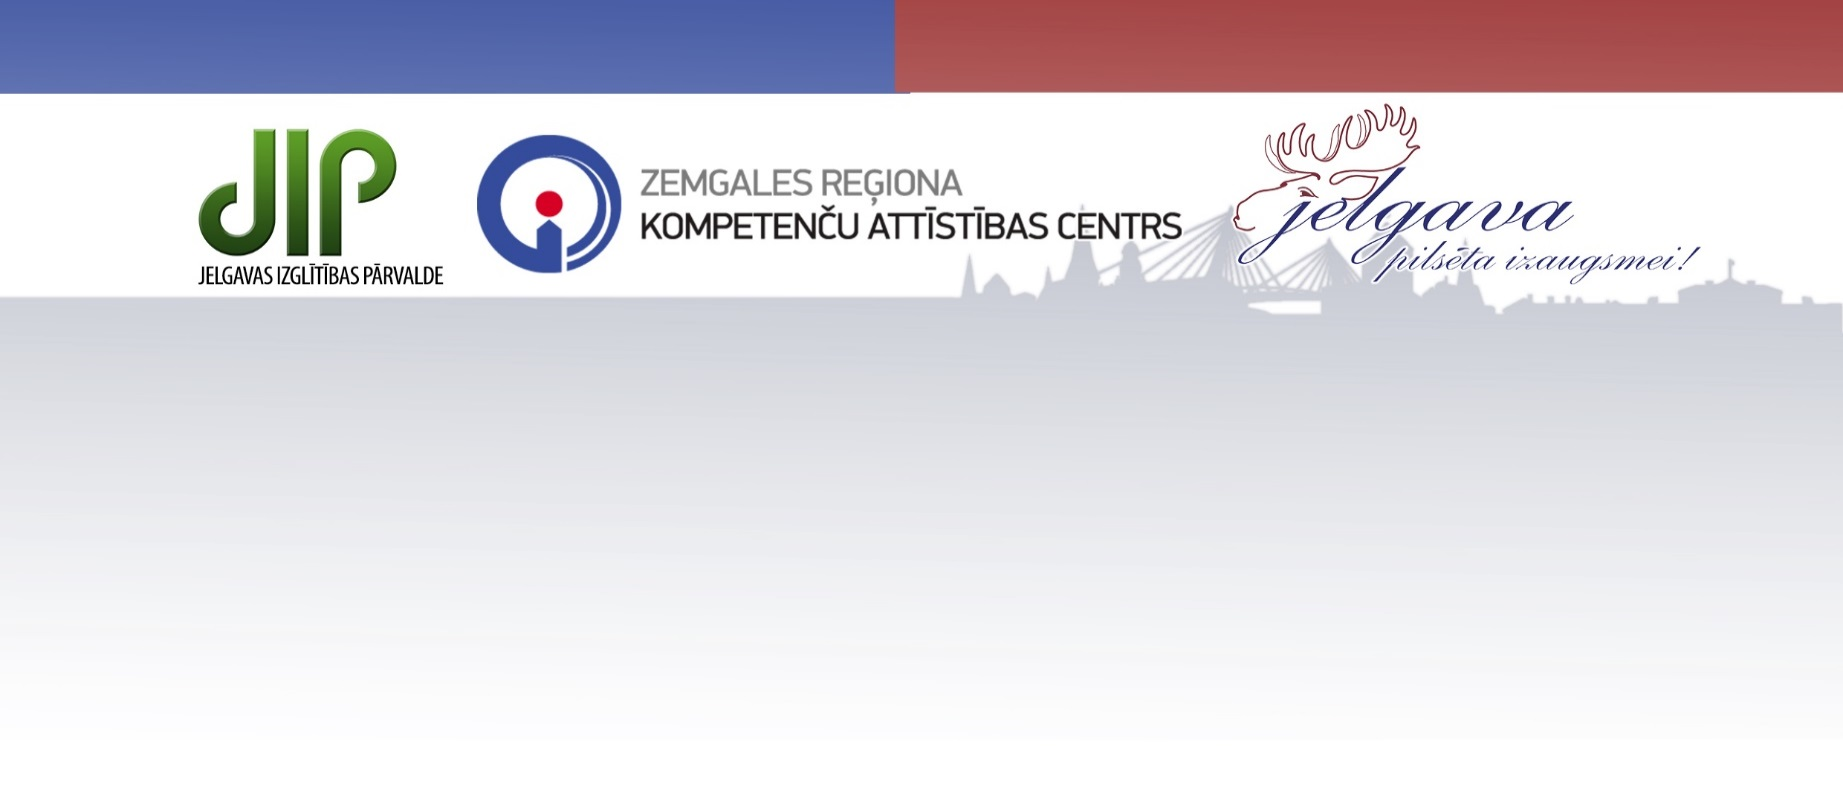 JIP
JELGAVAS IZGLĪTĪBAS PĀRVALDE
ZEMGALES REĢIONA
KOMPETENČU ATTĪSTĪBAS CENTRS
jelgava
pilsēta izaugsmei!